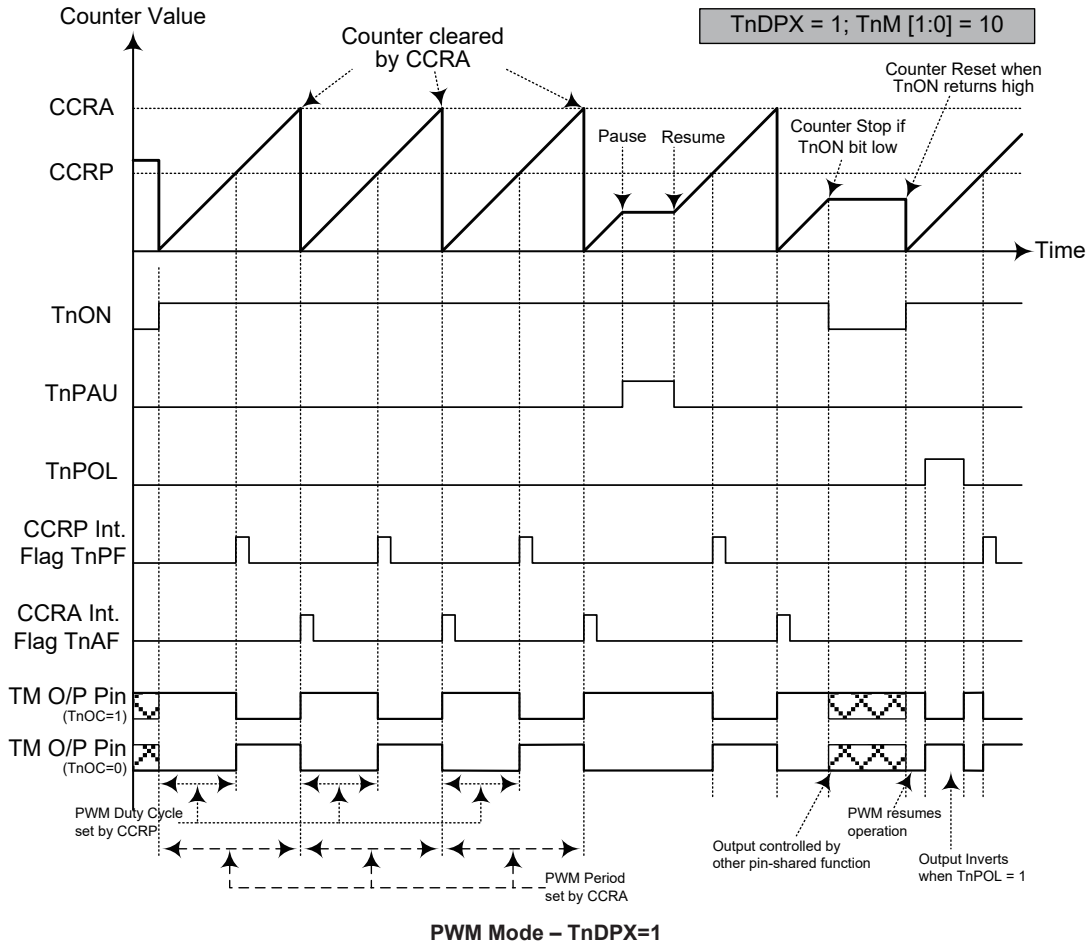 Counter Value
TnDPX = 1; TnM [1:0] = 10
Counter cleared
by CCRA
Counter Reset when
TnON returns high
CCRA
Pause
Resume
Counter Stop if
TnON bit low
CCRP
Time
TnON
TnPAU
TnPOL
CCRP Int.
Flag TnPF
CCRA Int.
Flag TnAF
TM O/P Pin
(TnOC=1)
TM O/P Pin
(TnOC=0)
PWM Duty Cycle
set by CCRP
PWM resumes
operation
Output controlled by
other pin-shared function
Output Inverts
when TnPOL = 1
PWM Period
set by CCRA
PWM Mode – TnDPX=1